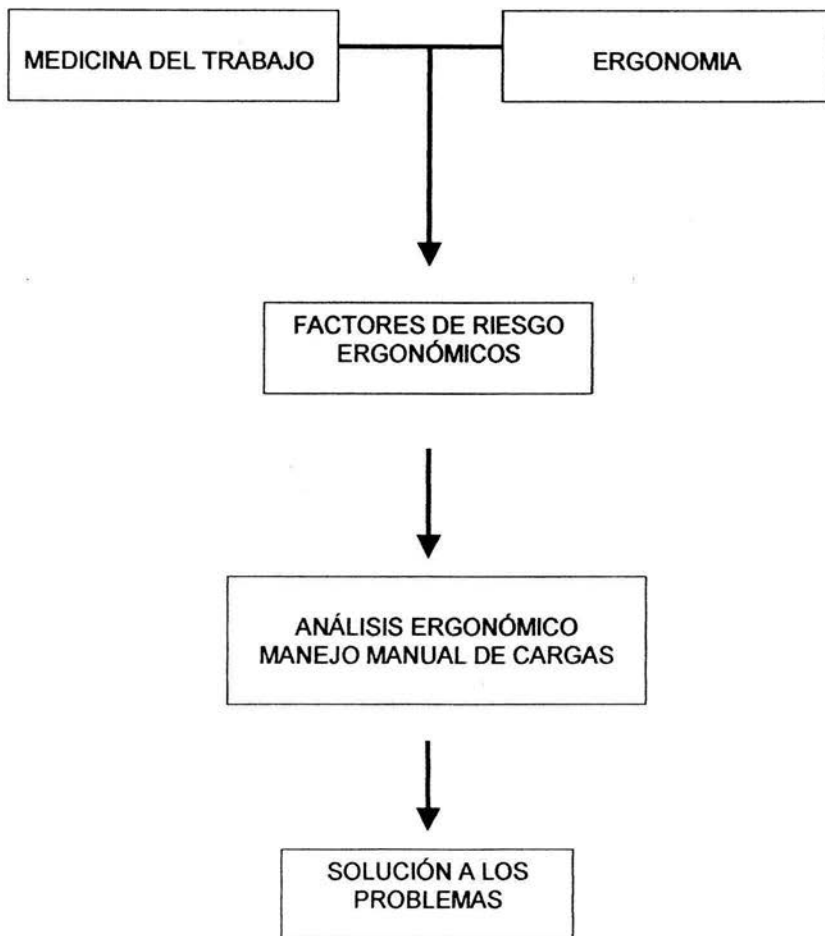 MEDICINA DEL TRABAJO
ERGONOMIA
FACTORES DE RIESGO
ERGONÓMICOS
ANÁLISIS ERGONÓMICO
MANEJO MANUAL DE CARGAS
SOLUCIÓN A LOS
PROBLEMAS